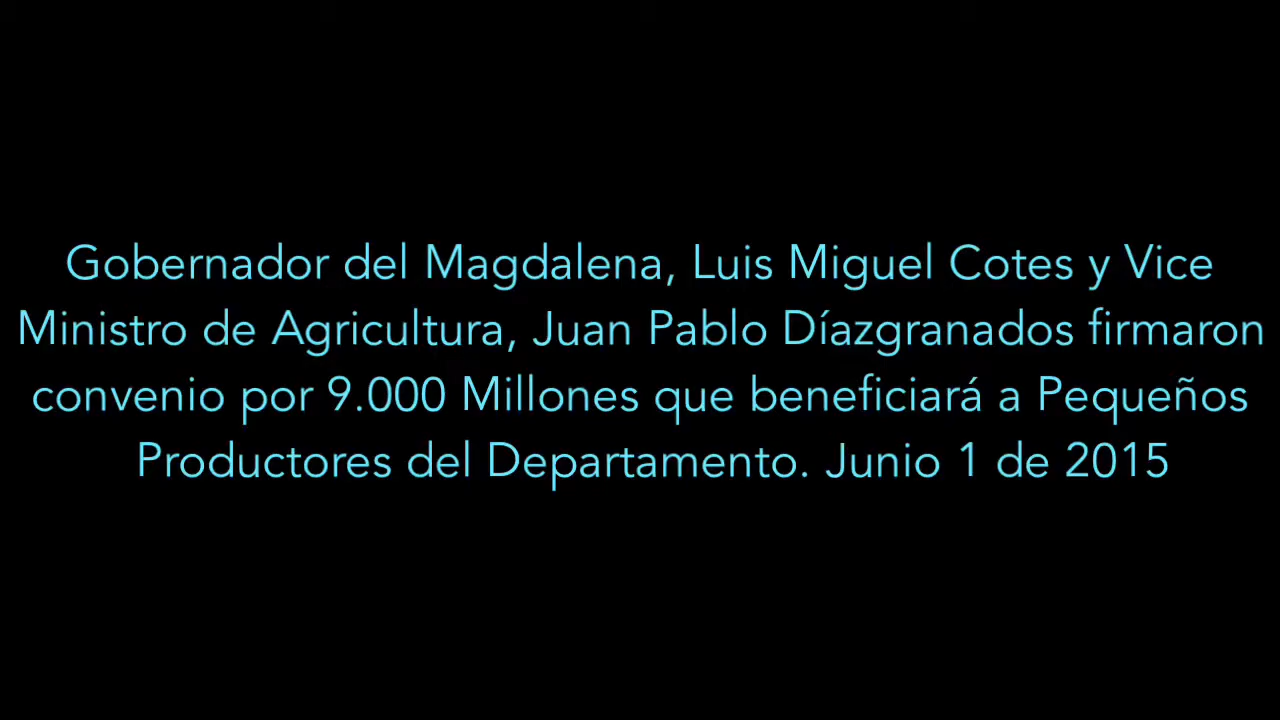 Gobernador del Magdalena, Luis Miguel Cotes y Vice
Ministro de Agricultura, Juan Pablo Díazgranados firmaron
convenio por 9.000 Millones que beneficiará a Pequeños
Productores del Departamento. Junio 1 de 2015